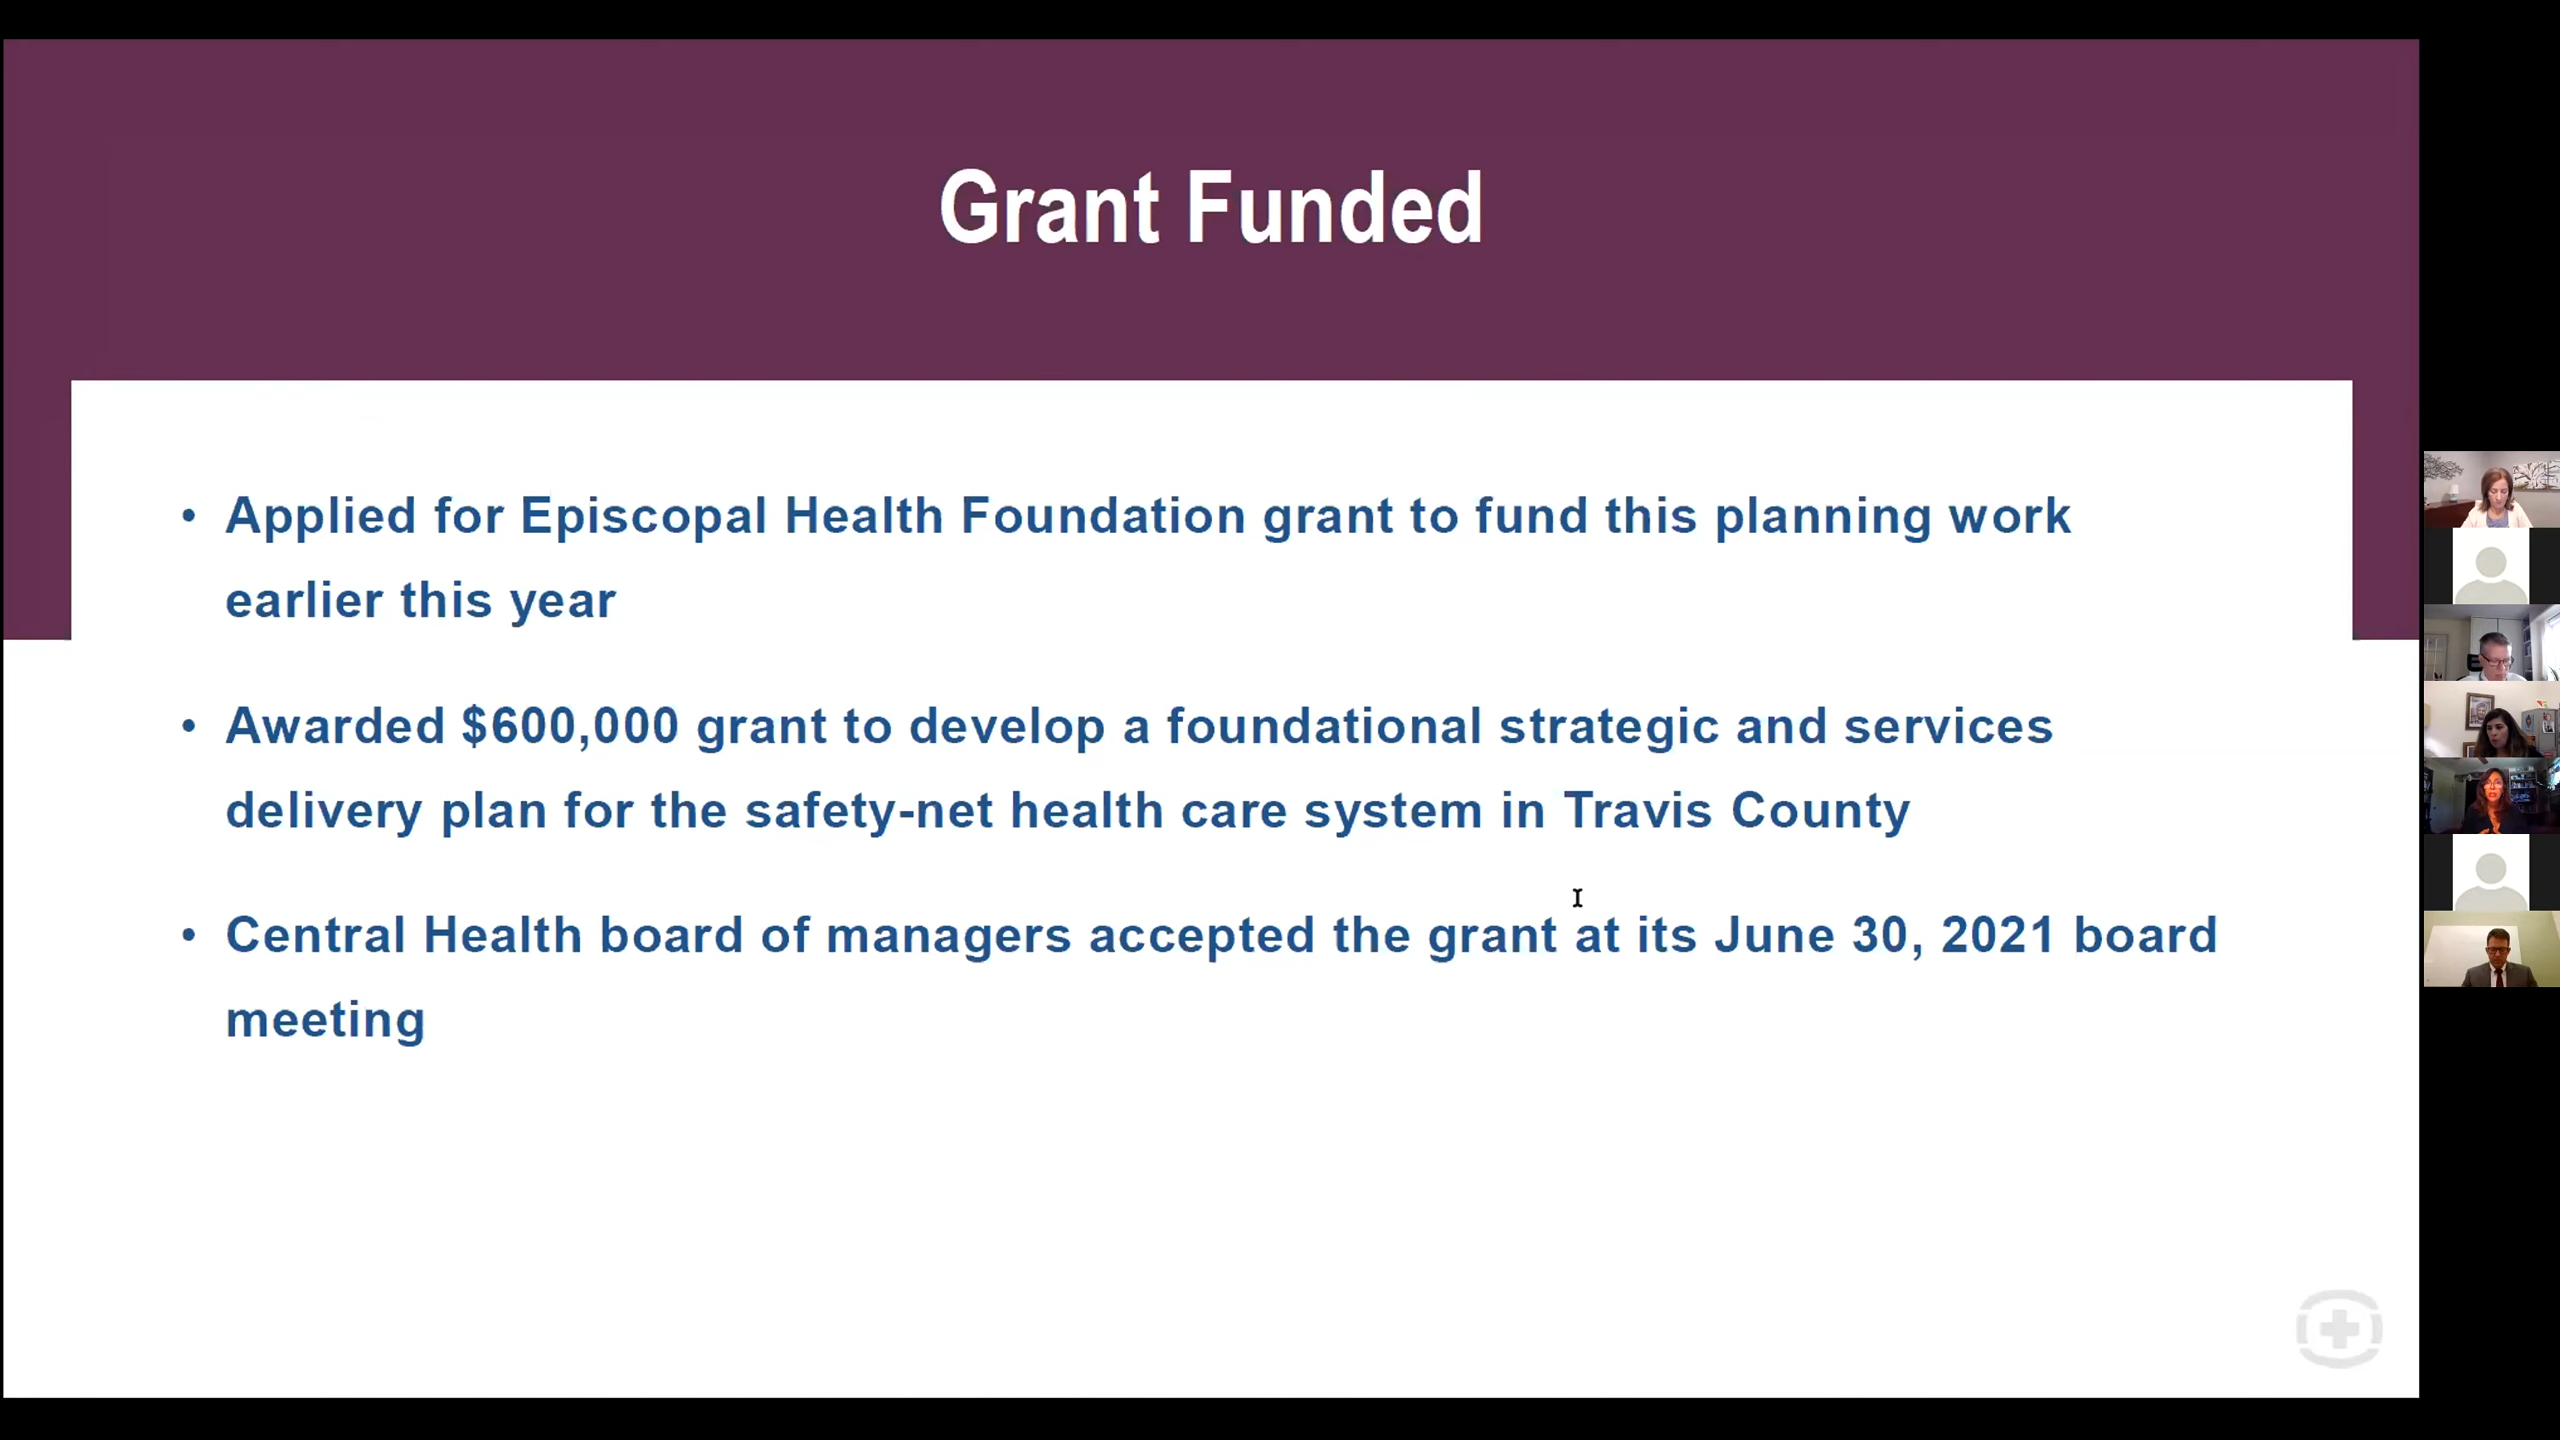 Grant Funded
• Applied for Episcopal Health Foundation grant to fund this planning work
earlier this year
• Awarded $600,000 grant to develop a foundational strategic and services
delivery plan for the safety-net health care system in Travis County
• Central Health board of managers accepted the grant at its June 30, 2021 board
meeting